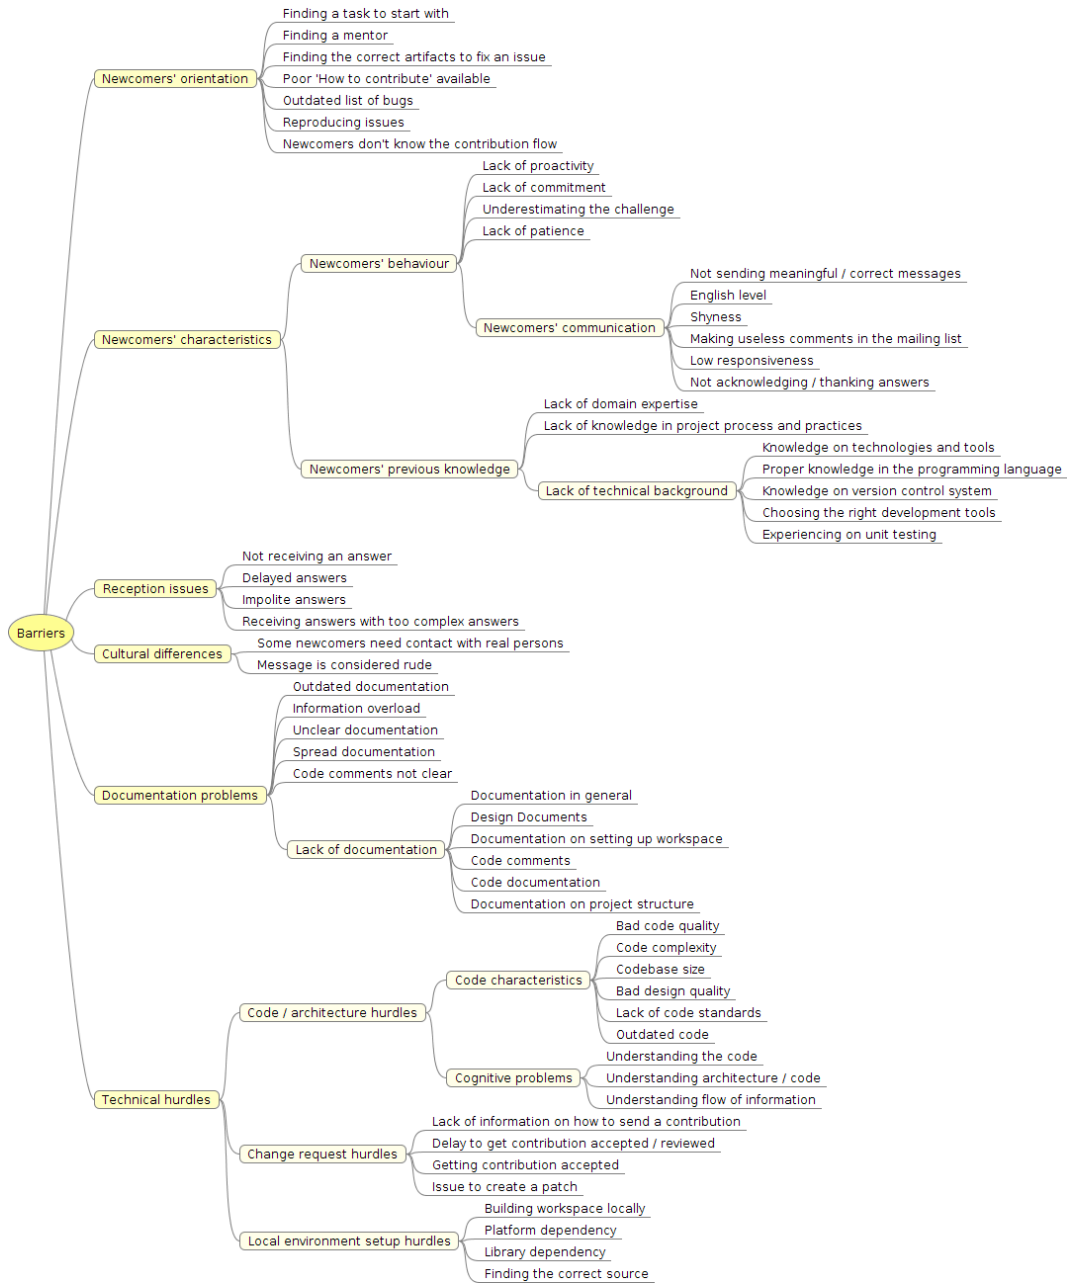 Finding a task to start with
Finding a mentor
Finding the correct artifacts to fix an issue
Newcomers' orientation
Poor 'How to contribute' available
Outdated list of bugs
Reproducing issues
Newcomers don't know the contribution flow
Lack of proactivity
Lack of commitment
Underestimating the challenge
Lack of patience
Newcomers' behaviour
Not sending meaningful / correct messages
English level
Shyness
Newcomers' communication
Newcomers' characteristics
Making useless comments in the mailing list
Low responsiveness
Not acknowledging / thanking answers
Lack of domain expertise
Lack of knowledge in project process and practices
Knowledge on technologies and tools
Newcomers' previous knowledge
Proper knowledge in the programming language
Lack of technical background
Knowledge on version control system
Choosing the right development tools
Experiencing on unit testing
Not receiving an answer
Delayed answers
Reception issues
Impolite answers
Receiving answers with too complex answers
Barriers
Some newcomers need contact with real persons
Cultural differences
Message is considered rude
Outdated documentation
Information overload
Unclear documentation
Spread documentation
Code comments not clear
Documentation problems
Documentation in general
Design Documents
Documentation on setting up workspace
Lack of documentation
Code comments
Code documentation
Documentation on project structure
Bad code quality
Code complexity
Codebase size
Code characteristics
Bad design quality
Code / architecture hurdles
Lack of code standards
Outdated code
Understanding the code
Cognitive problems
Understanding architecture / code
Technical hurdles
Understanding flow of information
Lack of information on how to send a contribution
Delay to get contribution accepted / reviewed
Change request hurdles
Getting contribution accepted
Issue to create a patch
Building workspace locally
Platform dependency
Local environment setup hurdles
Library dependency
Finding the correct source